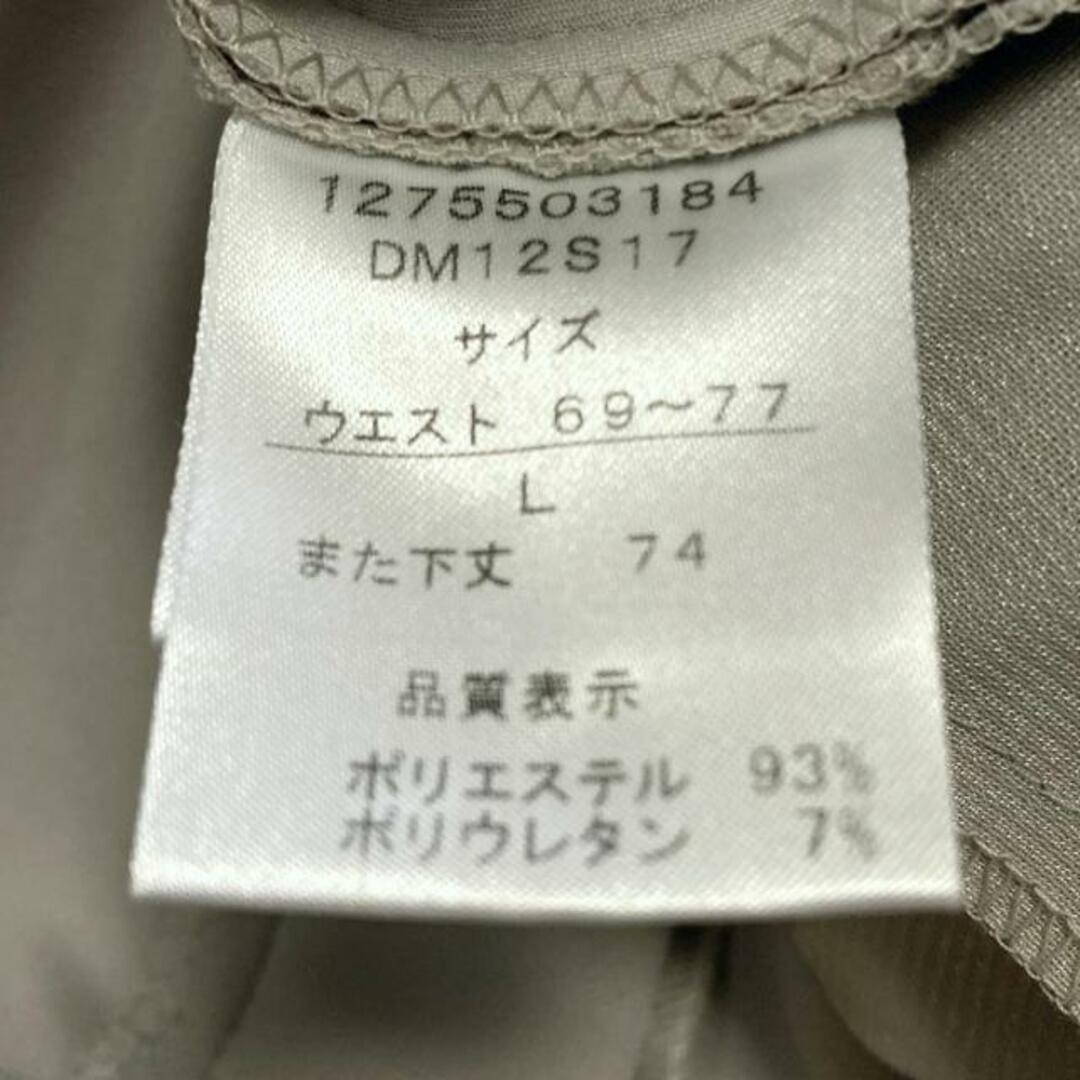 1275503184
DM12S17
サイズ
ウエスト 69～77
L
また下丈 74
品質表示
ポリエステル 93%
ポリウレタン 7%